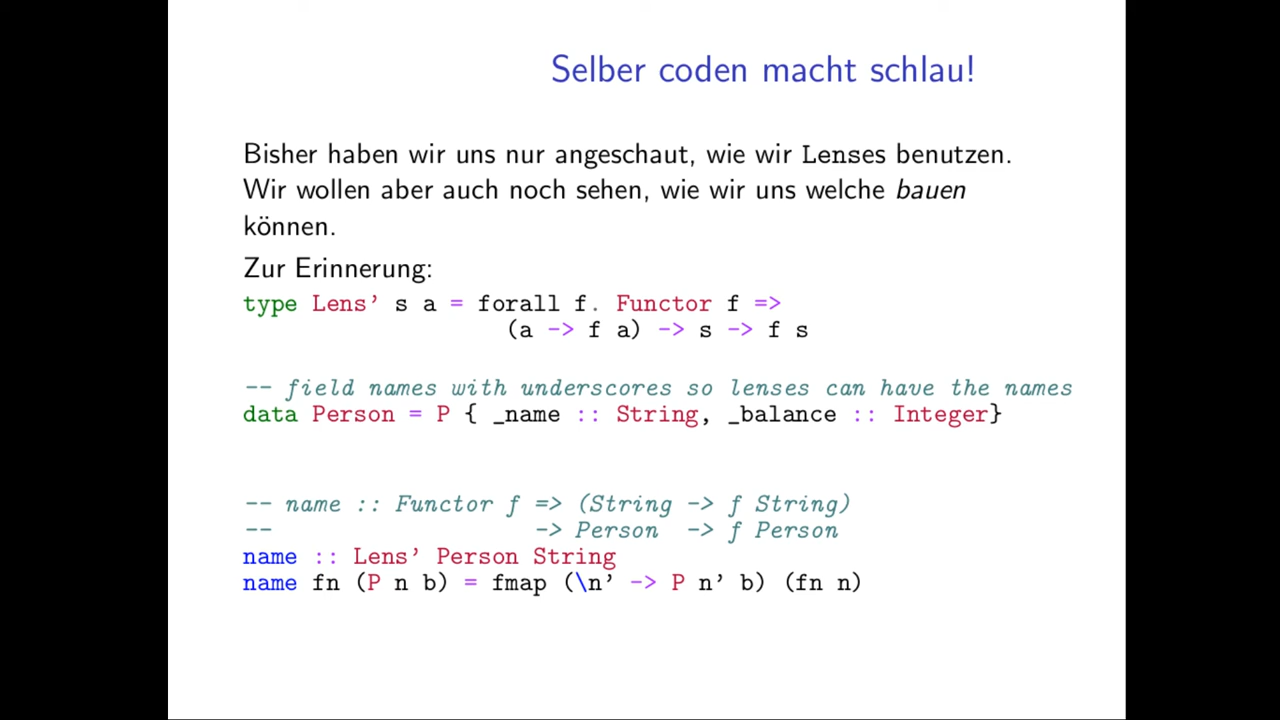 Selber coden macht schlau!
Bisher haben wir uns nur angeschaut, wie wir Lenses benutzen.
Wir wollen aber auch noch sehen, wie wir uns welche bauen
können.
Zur Erinnerung:
type Lens' s a = forall f. Functor f =>
(a -> f a) -> s -> f s
-- field names with underscores so lenses can have the names
data Person = P { _name :: String, _balance :: Integer}
-- name :: Functor f => (String -> f String)
-- -> Person -> f Person
name :: Lens' Person String
name fn (P n b) = fmap (\n' -> P n' b) (fn n)